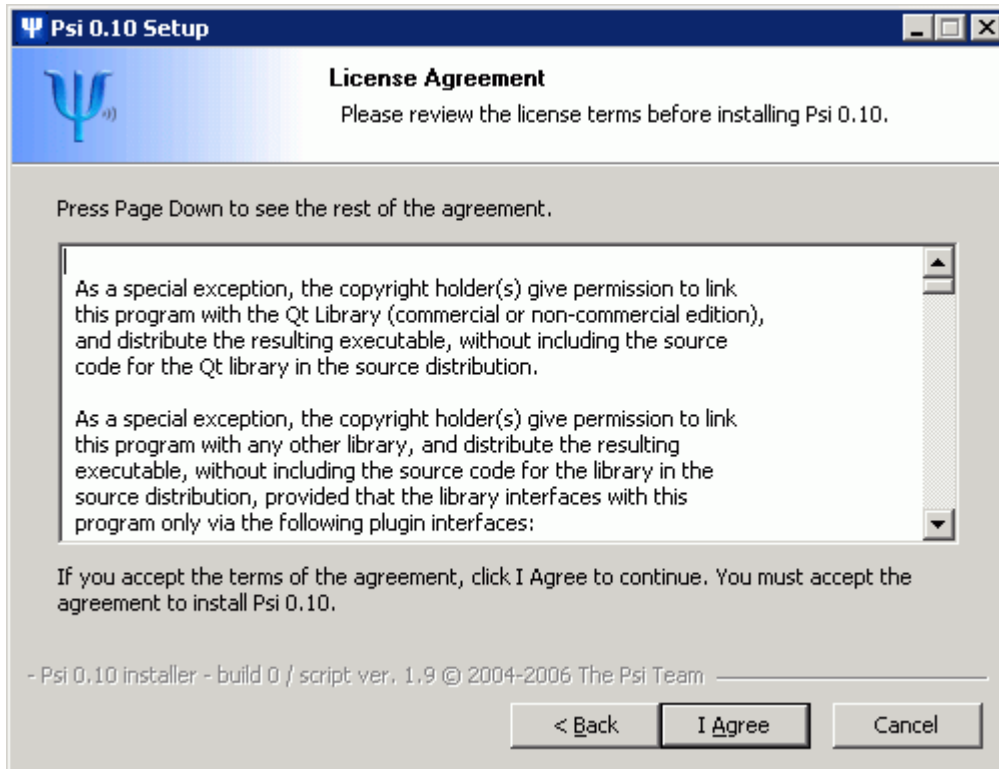 Ψ Psi 0.10 Setup
License Agreement
Please review the license terms before installing Psi 0.10.
Press Page Down to see the rest of the agreement.
As a special exception, the copyright holder(s) give permission to link
this program with the Qt Library (commercial or non-commercial edition),
and distribute the resulting executable, without including the source
code for the Qt library in the source distribution.
As a special exception, the copyright holder(s) give permission to link
this program with any other library, and distribute the resulting
executable, without including the source code for the library in the
source distribution, provided that the library interfaces with this
program only via the following plugin interfaces:
If you accept the terms of the agreement, click I Agree to continue. You must accept the
agreement to install Psi 0.10.
- Psi 0.10 installer - build 0 / script ver. 1.9 © 2004-2006 The Psi Team
< Back I Agree Cancel